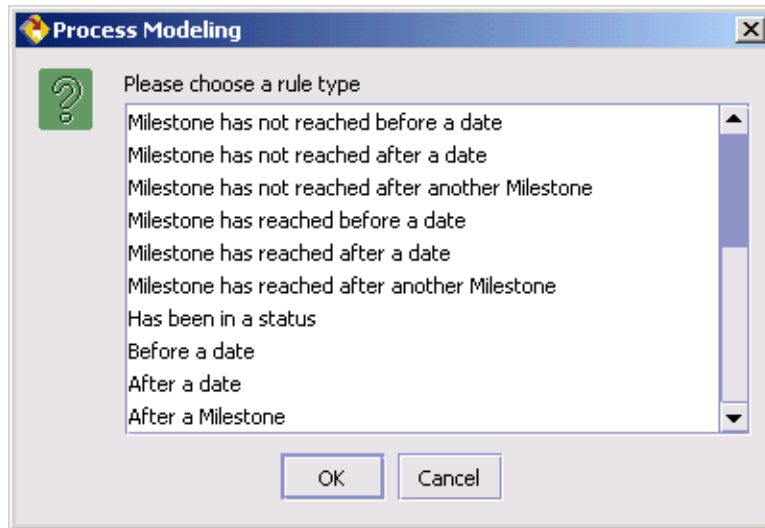 Process Modeling
Please choose a rule type
Milestone has not reached before a date
Milestone has not reached after a date
Milestone has not reached after another Milestone
Milestone has reached before a date
Milestone has reached after a date
Milestone has reached after another Milestone
Has been in a status
Before a date
After a date
After a Milestone
OK
Cancel